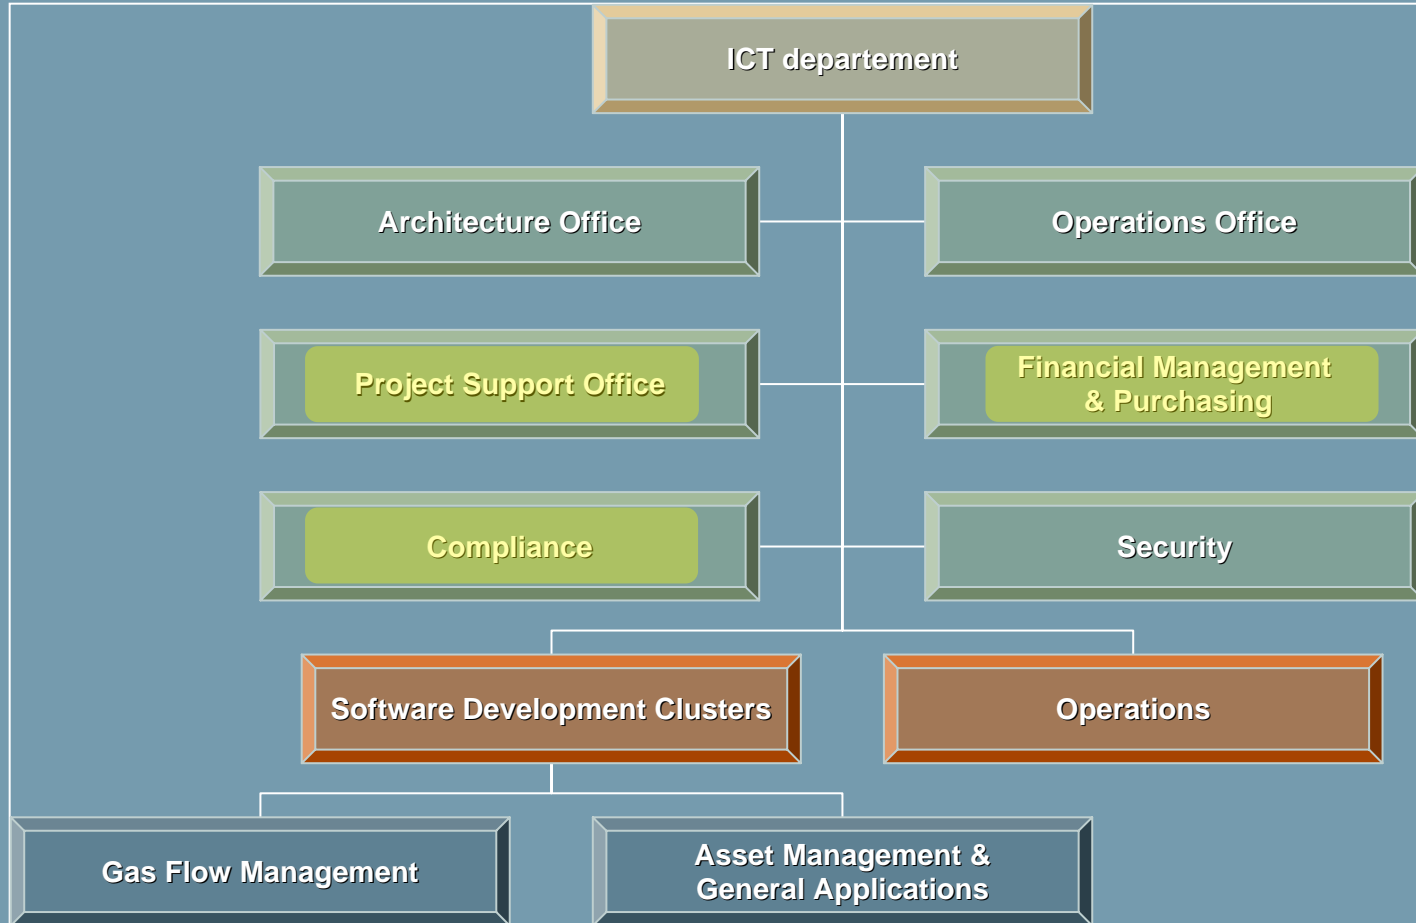 ICT departement
Architecture Office
Operations Office
Project Support Office
Financial Management
& Purchasing
Compliance
Security
Software Development Clusters
Operations
Gas Flow Management
Asset Management &
General Applications